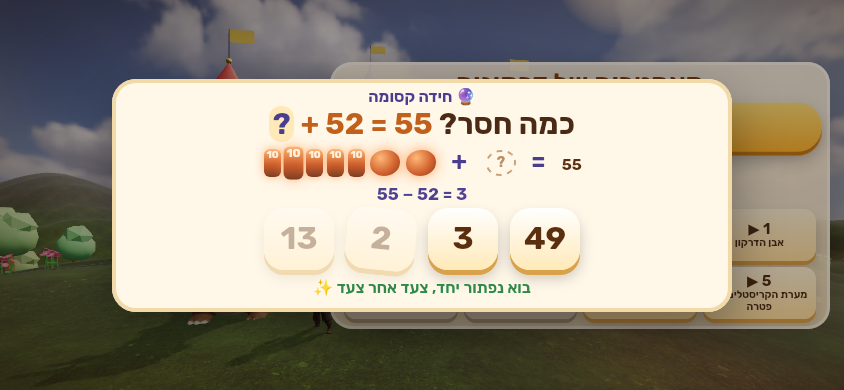 🔮 חידה קסומה
כמה חסר? 55 = 52 + ?
10 10 10 10 10 + ? = 55
55 − 52 = 3
13 2 3 49
בוא נפתור יחד, צעד אחר צעד ✨
▶ 1
אבן הדרקון
▶ 5
מערת הקריסטלים
פטרה